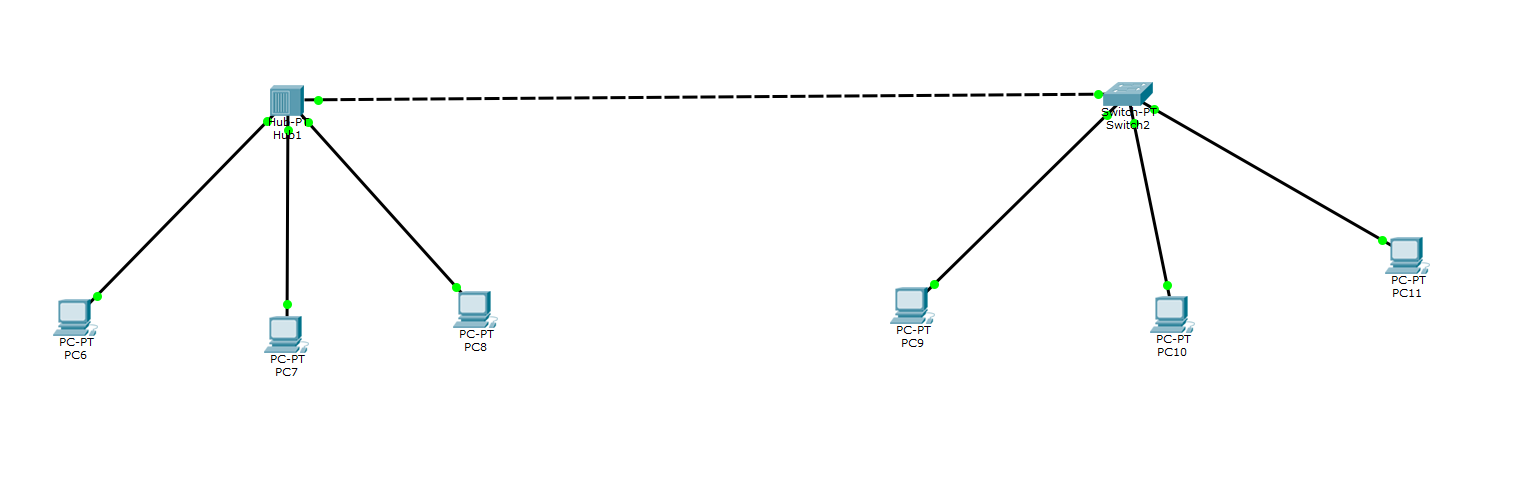 Hub-PT
Hub1
Switch-PT
Switch2
PC-PT
PC6
PC-PT
PC7
PC-PT
PC8
PC-PT
PC9
PC-PT
PC10
PC-PT
PC11